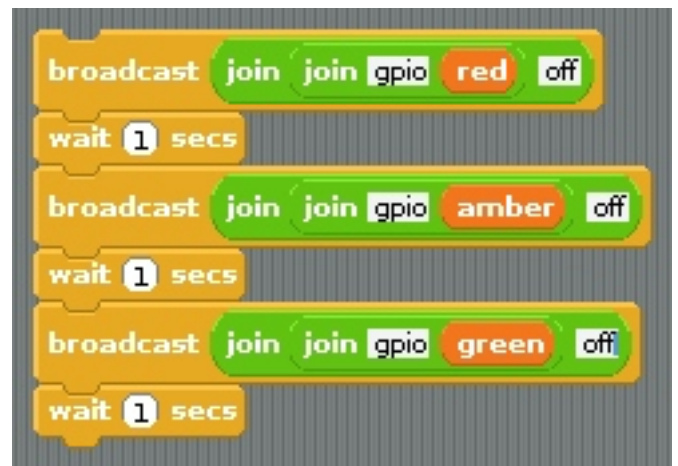 broadcast join join gpio red off
wait 1 secs
broadcast join join gpio amber off
wait 1 secs
broadcast join join gpio green off
wait 1 secs